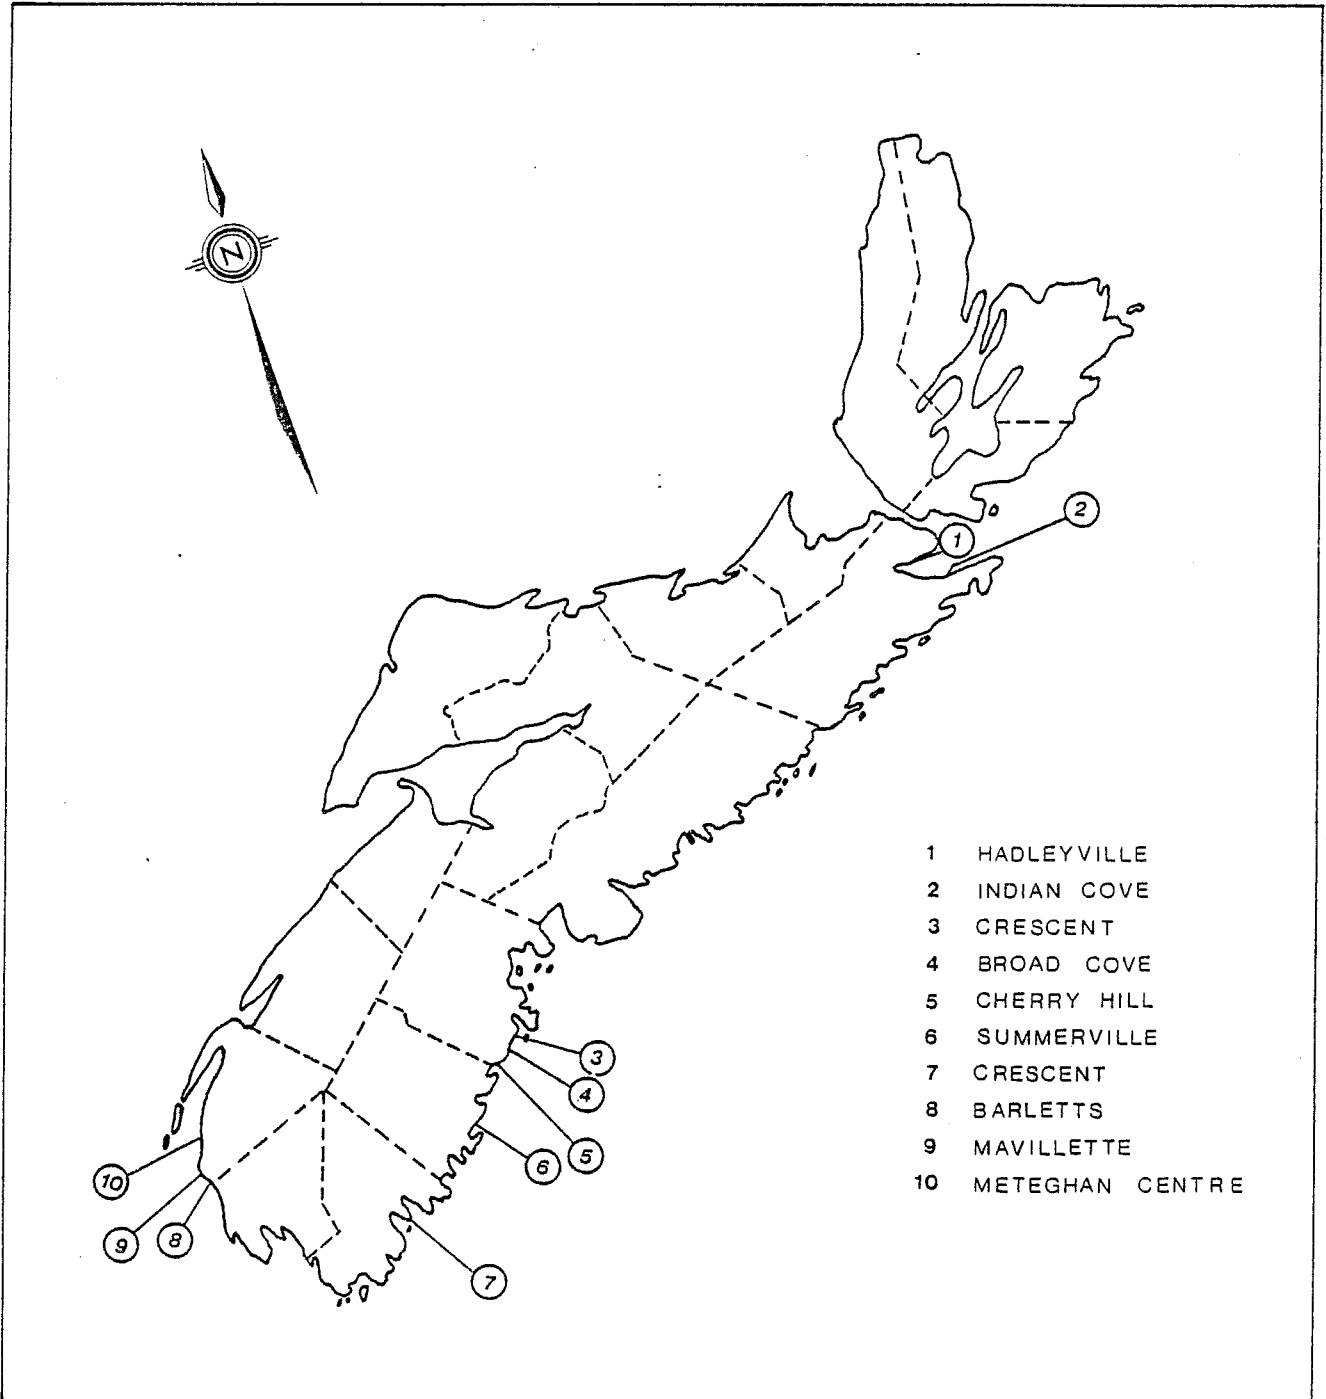 N
1
2
3
4
5
6
7
8
9
10
1 HADLEYVILLE
2 INDIAN COVE
3 CRESCENT
4 BROAD COVE
5 CHERRY HILL
6 SUMMERVILLE
7 CRESCENT
8 BARLETTS
9 MAVILLETTE
10 METEGHAN CENTRE